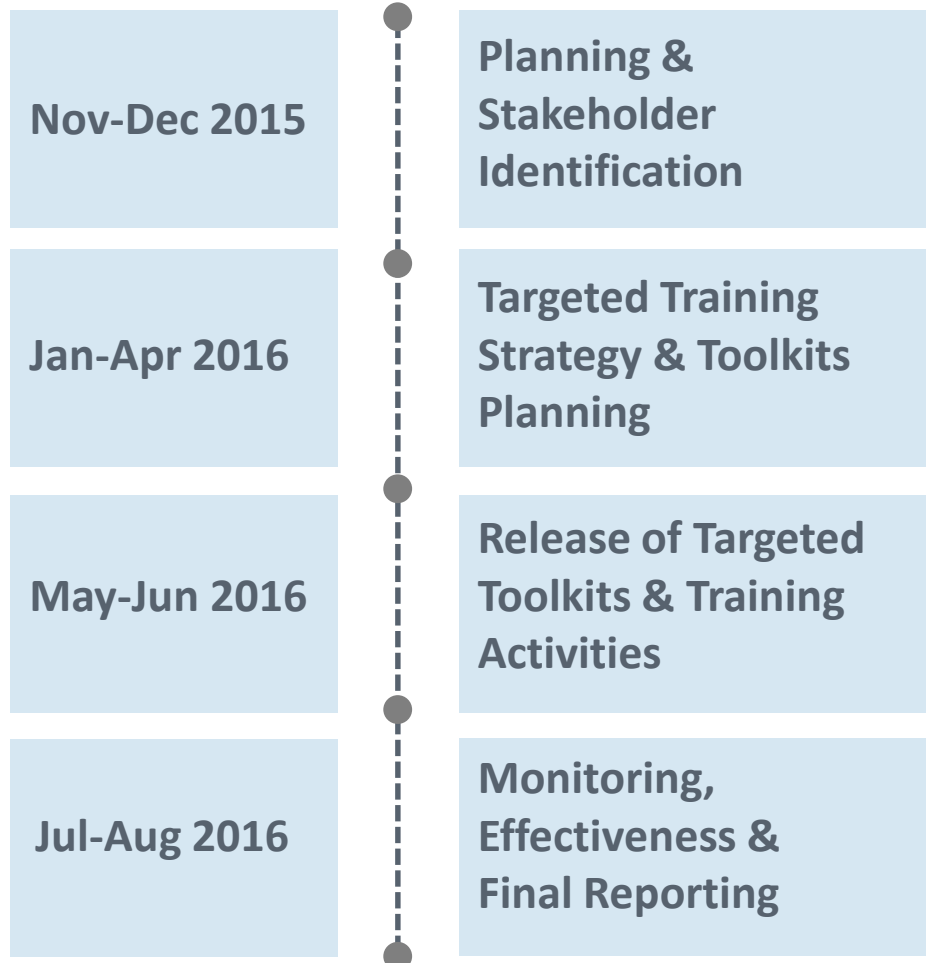 Nov-Dec 2015
Planning &
Stakeholder
Identification
Jan-Apr 2016
Targeted Training
Strategy & Toolkits
Planning
May-Jun 2016
Release of Targeted
Toolkits & Training
Activities
Jul-Aug 2016
Monitoring,
Effectiveness &
Final Reporting